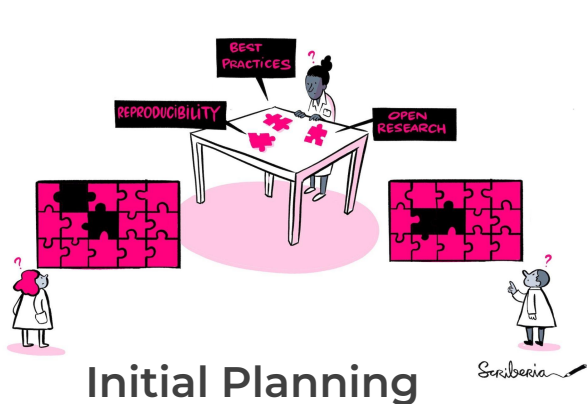 BEST
PRACTICES
?
REPRODUCIBILITY
OPEN
RESEARCH
?
?
Initial Planning
Scriberia